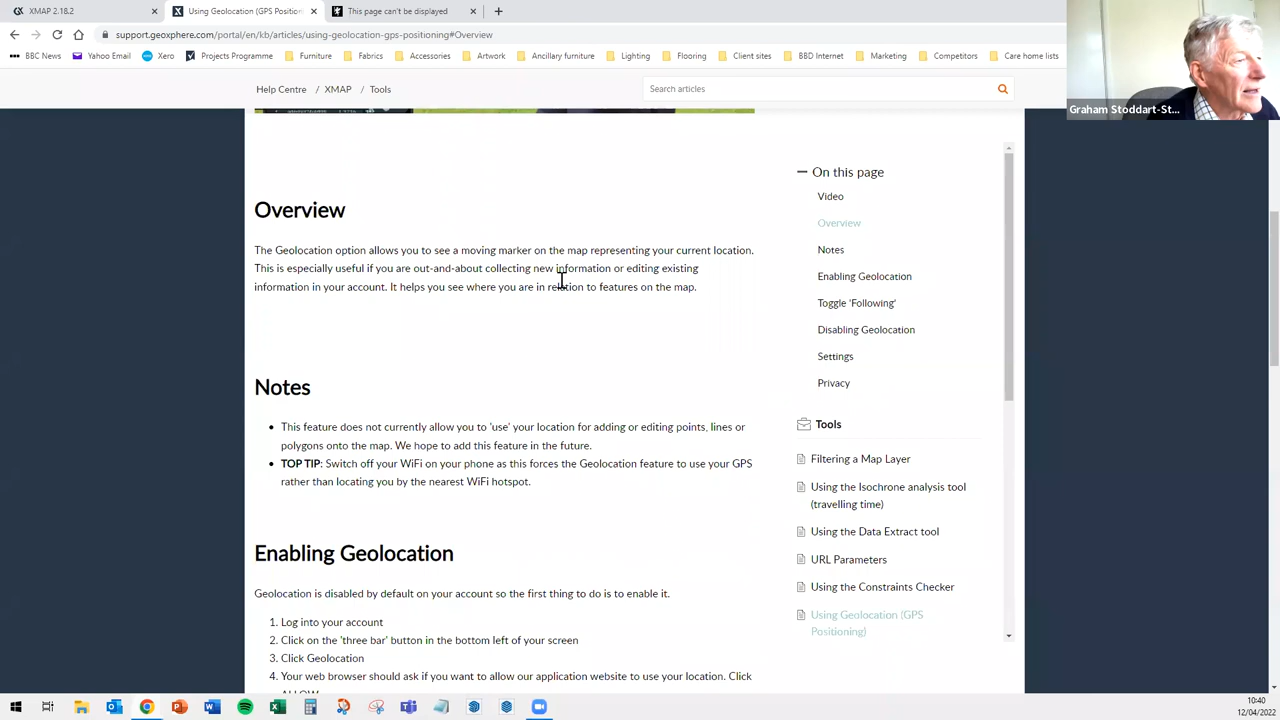 XMAP 2.18.2
Using Geolocation (GPS Position
This page can't be displayed
support.geoxphere.com/portal/en/kb/articles/using-geolocation-gps-positioning#Overview
BBC News
Yahoo Email
Xero
Projects Programme
Furniture
Fabrics
Accessories
Artwork
Ancillary furniture
Lighting
Flooring
Client sites
BBD Internet
Marketing
Competitors
Care home lists
Graham Stoddart-St...
Help Centre / XMAP / Tools
Search articles
Overview
The Geolocation option allows you to see a moving marker on the map representing your current location.
This is especially useful if you are out-and-about collecting new information or editing existing
information in your account. It helps you see where you are in relation to features on the map.
Notes
• This feature does not currently allow you to 'use' your location for adding or editing points, lines or
polygons onto the map. We hope to add this feature in the future.
• TOP TIP: Switch off your WiFi on your phone as this forces the Geolocation feature to use your GPS
rather than locating you by the nearest WiFi hotspot.
Enabling Geolocation
Geolocation is disabled by default on your account so the first thing to do is to enable it.
1. Log into your account
2. Click on the 'three bar' button in the bottom left of your screen
3. Click Geolocation
4. Your web browser should ask if you want to allow our application website to use your location. Click
ALLOW
On this page
Video
Overview
Notes
Enabling Geolocation
Toggle 'Following'
Disabling Geolocation
Settings
Privacy
Tools
Filtering a Map Layer
Using the Isochrone analysis tool
(travelling time)
Using the Data Extract tool
URL Parameters
Using the Constraints Checker
Using Geolocation (GPS
Positioning)
10:40
12/04/2022